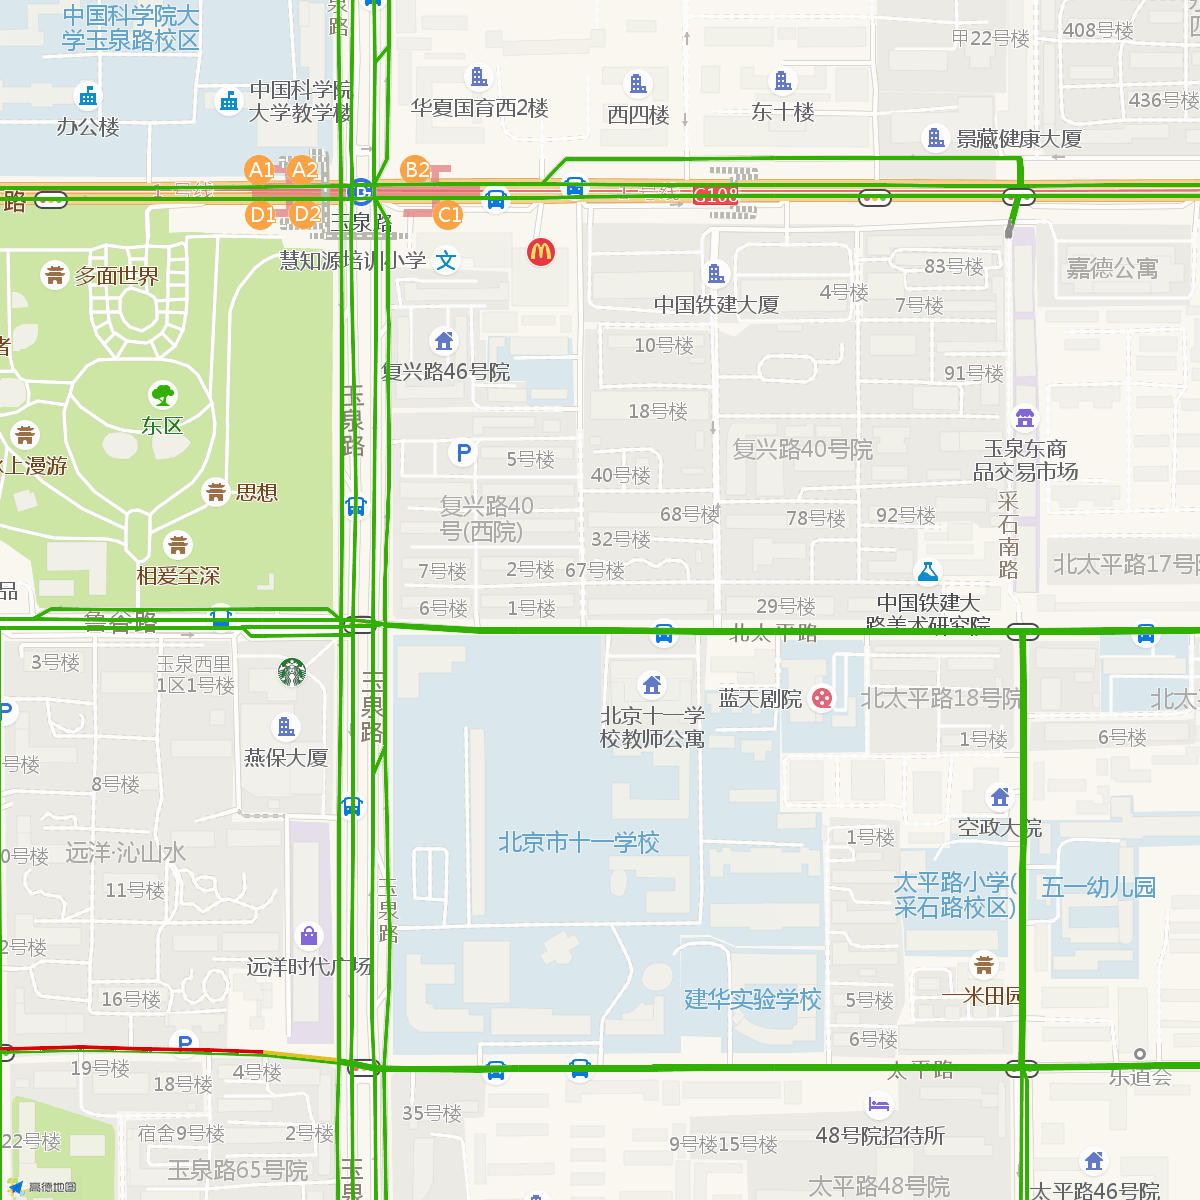 泉
路
中国科学院大
学玉泉路校区
甲22号楼
408号楼
436号楼
办公楼
中国科学院
大学教学楼
华夏国育西2楼
西四楼
东十楼
景藏健康大厦
A1
A2
B2
路
1号线
1号线
G108
D1
D2
C1
玉泉路
慧知源培训小学
文
多面世界
中国铁建大厦
83号楼
4号楼
7号楼
嘉德公寓
者
复兴路46号院
10号楼
91号楼
18号楼
东区
玉
泉
路
水上漫游
P
5号楼
复兴路40号院
40号楼
玉泉东商
品交易市场
思想
复兴路40
号(西院)
68号楼
78号楼
92号楼
32号楼
采
石
南
路
相爱至深
品
7号楼
2号楼
67号楼
北太平路17号院
6号楼
1号楼
29号楼
中国铁建大
路美术研究院
鲁谷路
北太平路
3号楼
玉泉西里
1区1号楼
玉
泉
路
P
燕保大厦
北京十一学
校教师公寓
蓝天剧院
北太平路18号院
北太
1号楼
6号楼
号楼
8号楼
空政大院
北京市十一学校
1号楼
0号楼
远洋·沁山水
11号楼
太平路小学(
采石路校区)
五一幼儿园
玉
泉
路
2号楼
远洋时代广场
16号楼
建华实验学校
一米田园
5号楼
6号楼
P
19号楼
18号楼
4号楼
太平路
乐道会
35号楼
宿舍9号楼
2号楼
22号楼
9号楼15号楼
48号院招待所
玉泉路65号院
玉
泉
太平路48号院
太平路46号院
高德地图